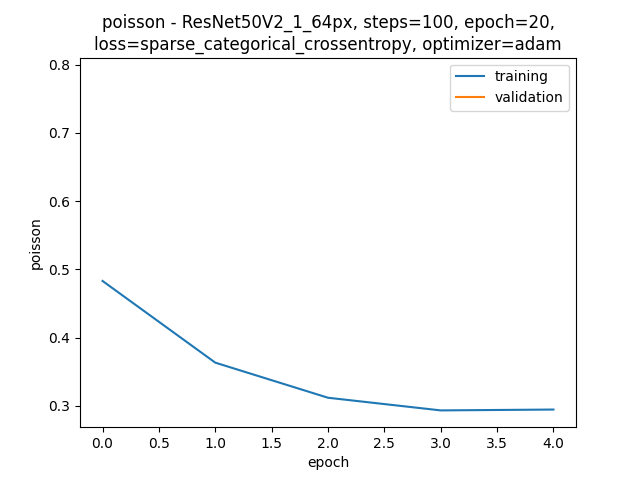 poisson - ResNet50V2_1_64px, steps=100, epoch=20,
loss=sparse_categorical_crossentropy, optimizer=adam
training
validation
0.8
0.7
0.6
0.5
0.4
0.3
poisson
0.0 0.5 1.0 1.5 2.0 2.5 3.0 3.5 4.0
epoch